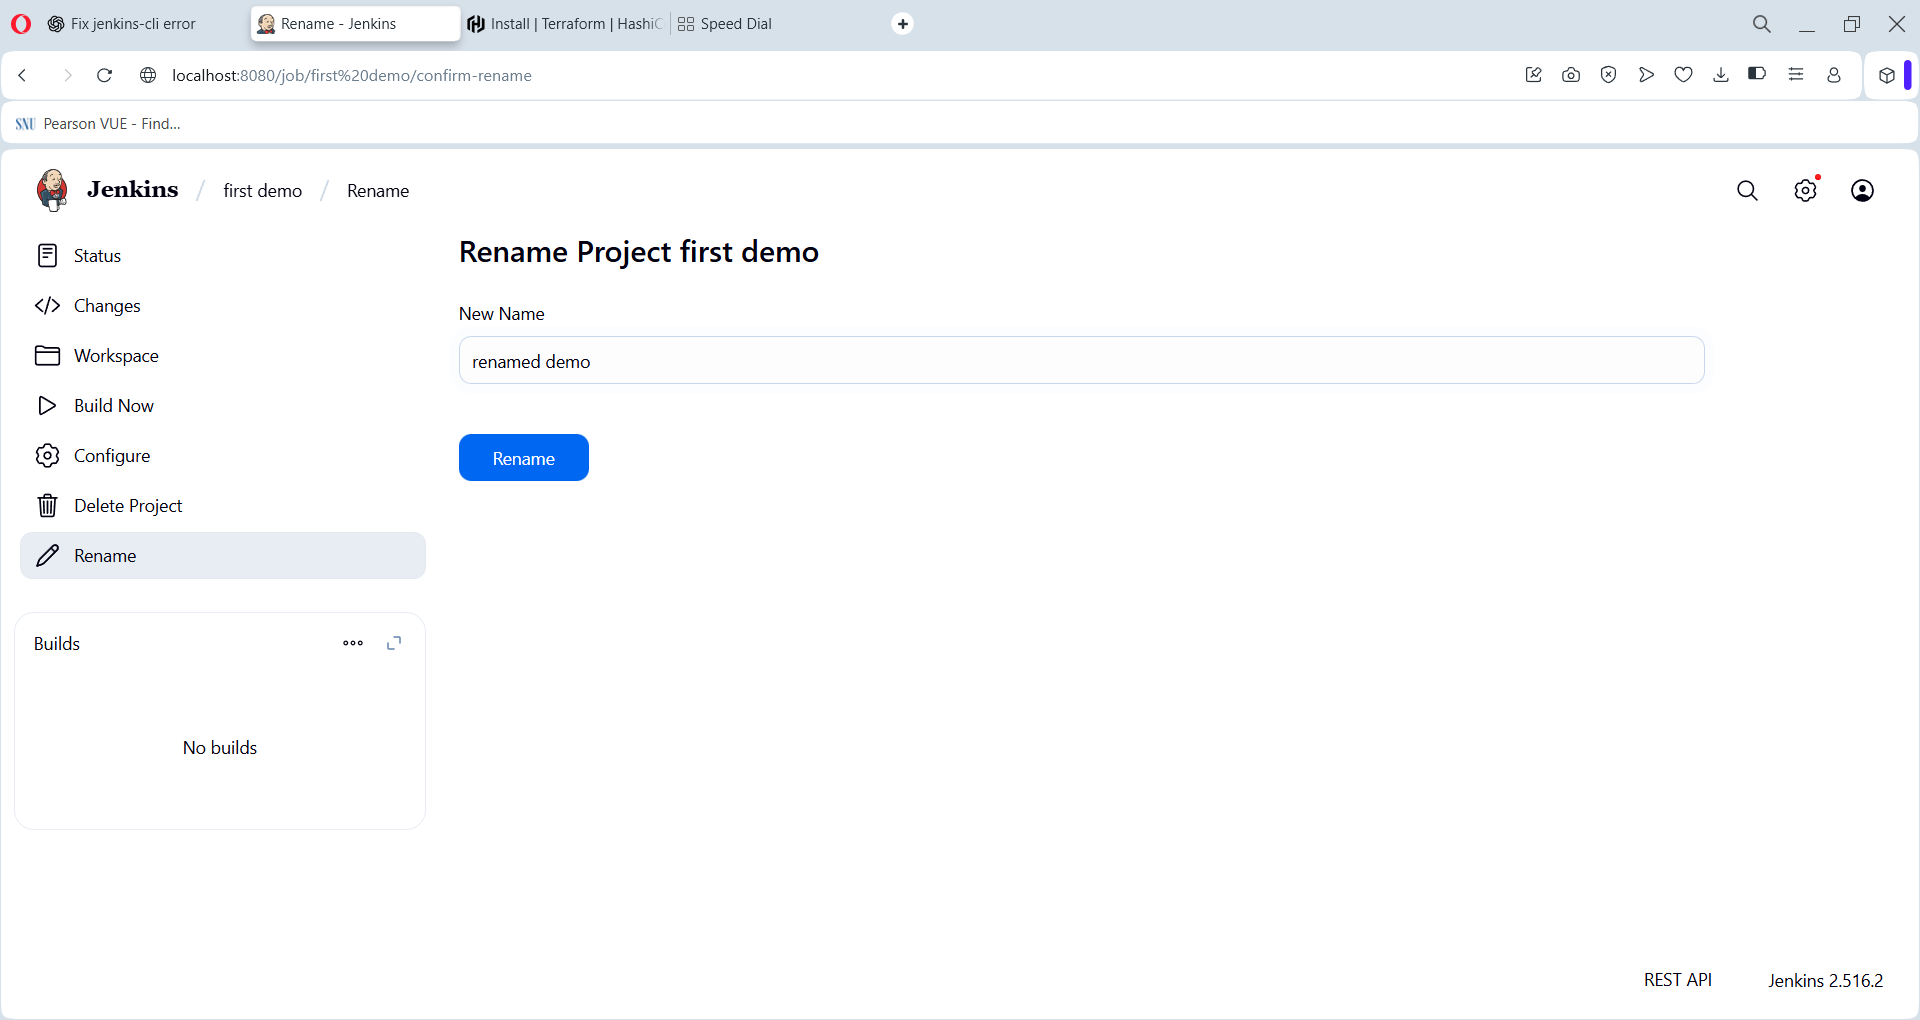 Fix jenkins-cli error
Rename - Jenkins
Install | Terraform | HashiC
Speed Dial
localhost:8080/job/first%20demo/confirm-rename
SNU Pearson VUE - Find...
Jenkins / first demo / Rename
Status
Changes
Workspace
Build Now
Configure
Delete Project
Rename
Builds
No builds
Rename Project first demo
New Name
renamed demo
Rename
REST API
Jenkins 2.516.2